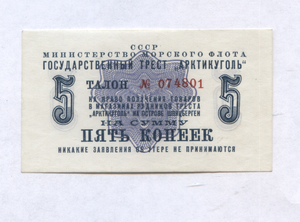 СССР
МИНИСТЕРСТВО МОРСКОГО ФЛОТА
ГОСУДАРСТВЕННЫЙ ТРЕСТ "АРКТИКУГОЛЬ"
ТАЛОН № 074801
5 НА ПРАВО ПОЛУЧЕНИЯ ТОВАРОВ 5
В МАГАЗИНАХ РУДНИКОВ ТРЕСТА
"АРКТИКУГОЛЬ" НА ОСТРОВЕ ШПИЦБЕРГЕН
НА СУММУ
ПЯТЬ КОПЕЕК
НИКАКИЕ ЗАЯВЛЕНИЯ ОБ УТЕРЕ НЕ ПРИНИМАЮТСЯ